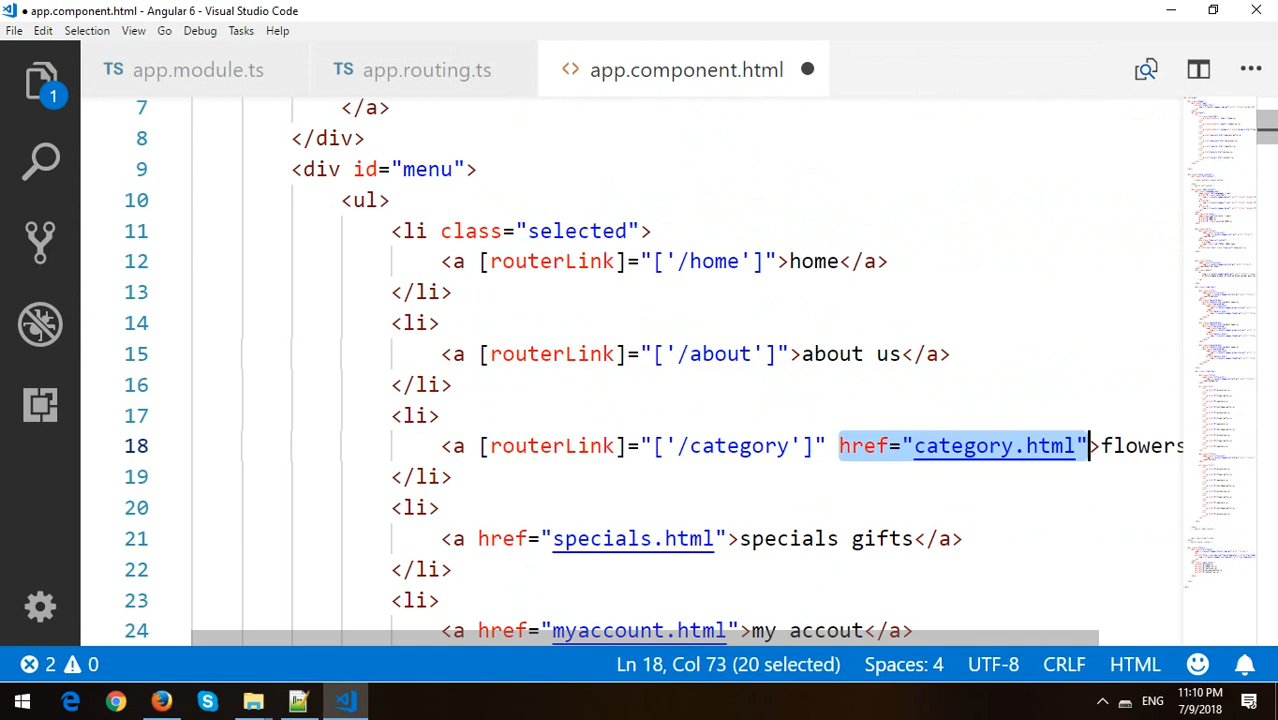 app.component.html - Angular 6 - Visual Studio Code
File Edit Selection View Go Debug Tasks Help
TS app.module.ts TS app.routing.ts <> app.component.html
1
7 </a>
8 </div>
9 <div id="menu">
10 <ul>
11 <li class="selected">
12 <a [routerLink]="['/home']">home</a>
13 </li>
14 <li>
15 <a [routerLink]="['/about']">about us</a>
16 </li>
17 <li>
18 <a [routerLink]="['/category']" href="category.html">flowers
19 </li>
20 <li>
21 <a href="specials.html">specials gifts</a>
22 </li>
23 <li>
24 <a href="myaccount.html">my accout</a>
2 0 Ln 18, Col 73 (20 selected) Spaces: 4 UTF-8 CRLF HTML
ENG 11:10 PM
7/9/2018